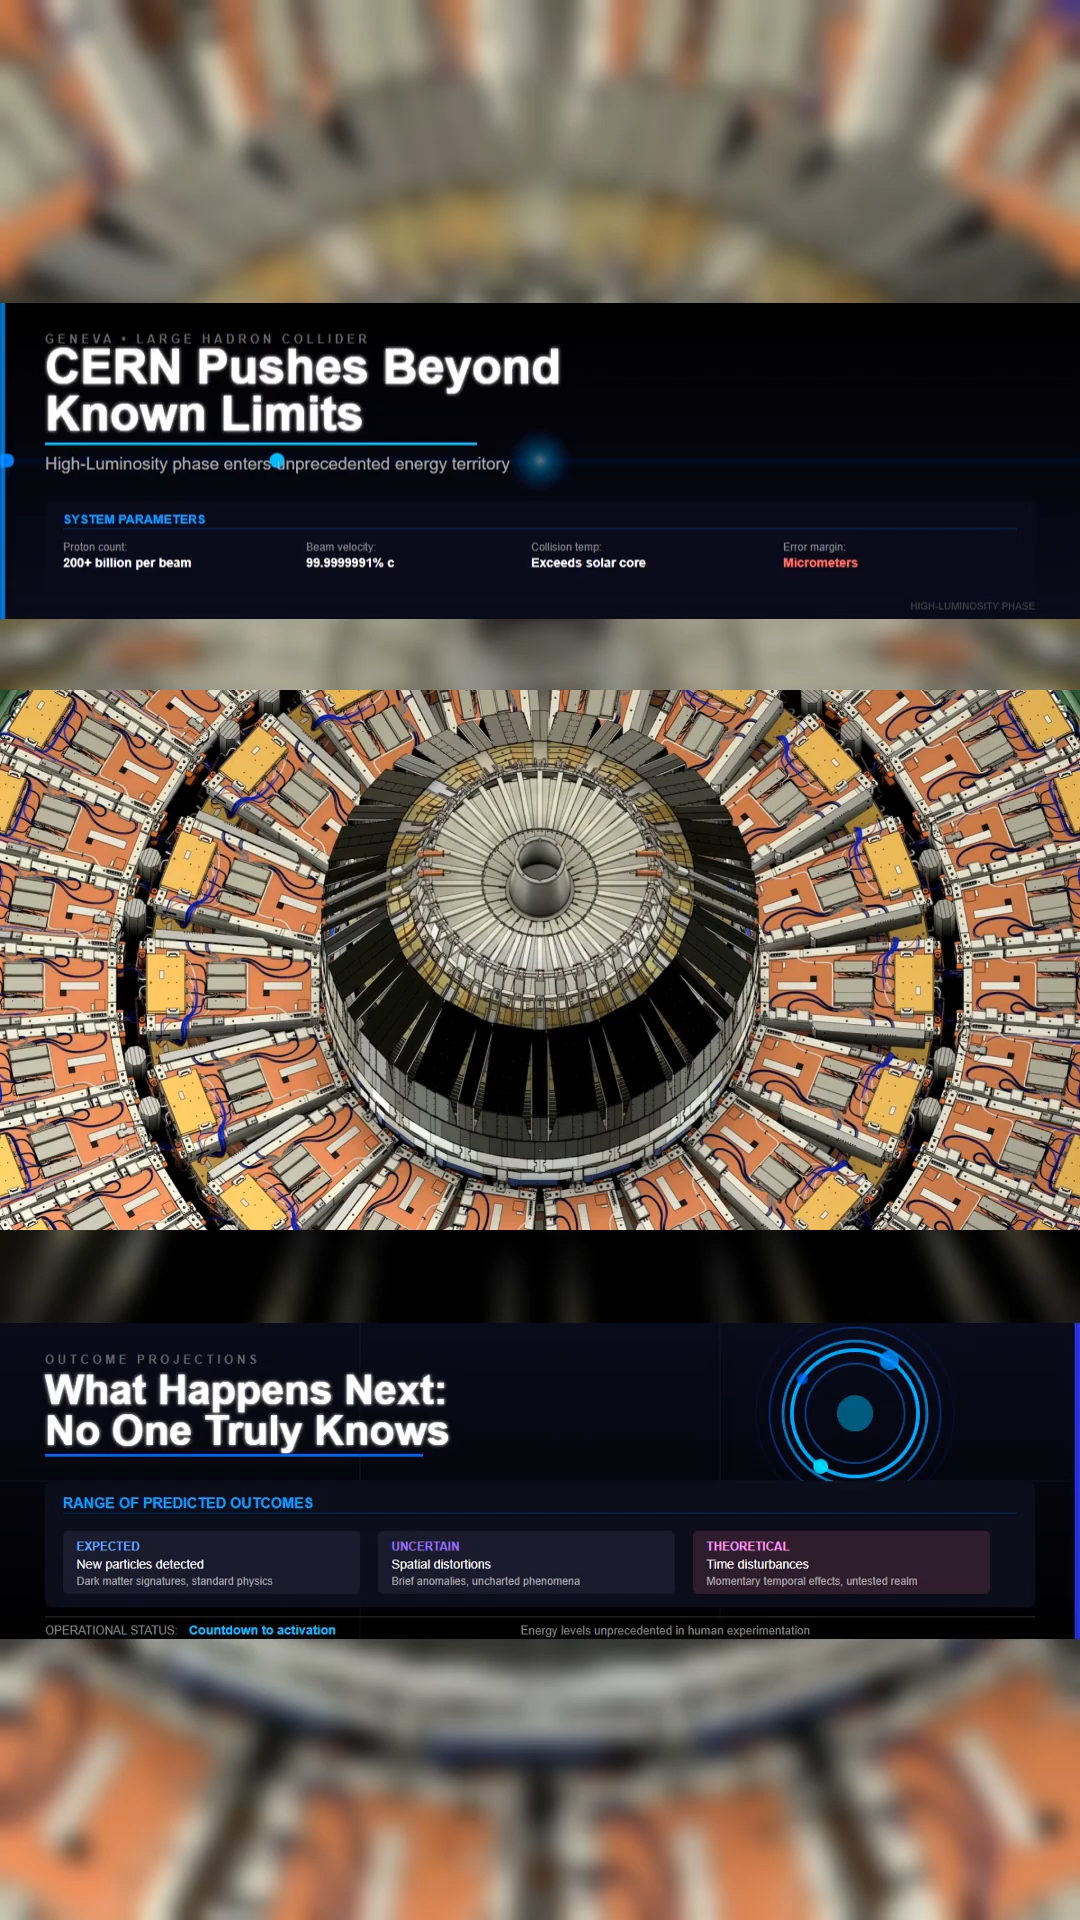 GENEVA • LARGE HADRON COLLIDER
CERN Pushes Beyond
Known Limits
High-Luminosity phase enters unprecedented energy territory
SYSTEM PARAMETERS
Proton count:
200+ billion per beam
Beam velocity:
99.9999991% c
Collision temp:
Exceeds solar core
Error margin:
Micrometers
HIGH-LUMINOSITY PHASE
OUTCOME PROJECTIONS
What Happens Next:
No One Truly Knows
RANGE OF PREDICTED OUTCOMES
EXPECTED
New particles detected
Dark matter signatures, standard physics
UNCERTAIN
Spatial distortions
Brief anomalies, uncharted phenomena
THEORETICAL
Time disturbances
Momentary temporal effects, untested realm
OPERATIONAL STATUS: Countdown to activation
Energy levels unprecedented in human experimentation